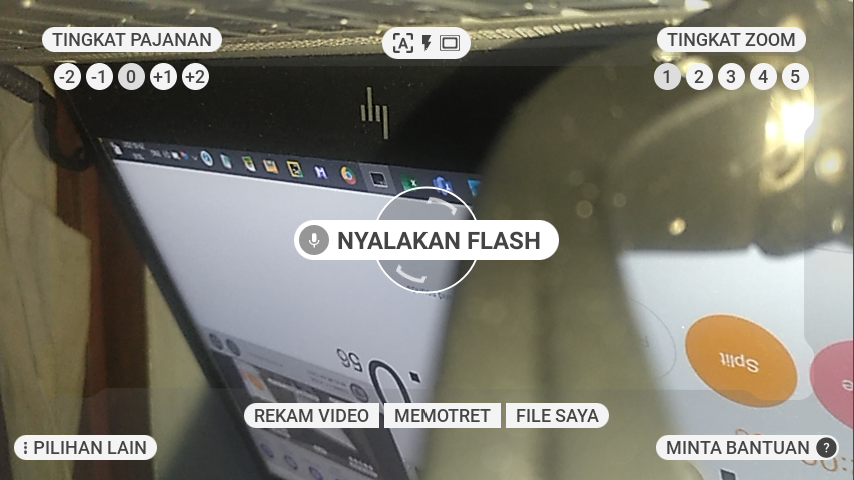 TINGKAT PAJANAN
TINGKAT ZOOM
-2 -1 0 +1 +2
1 2 3 4 5
NYALAKAN FLASH
56
Split
REKAM VIDEO MEMOTRET FILE SAYA
PILIHAN LAIN
MINTA BANTUAN ?